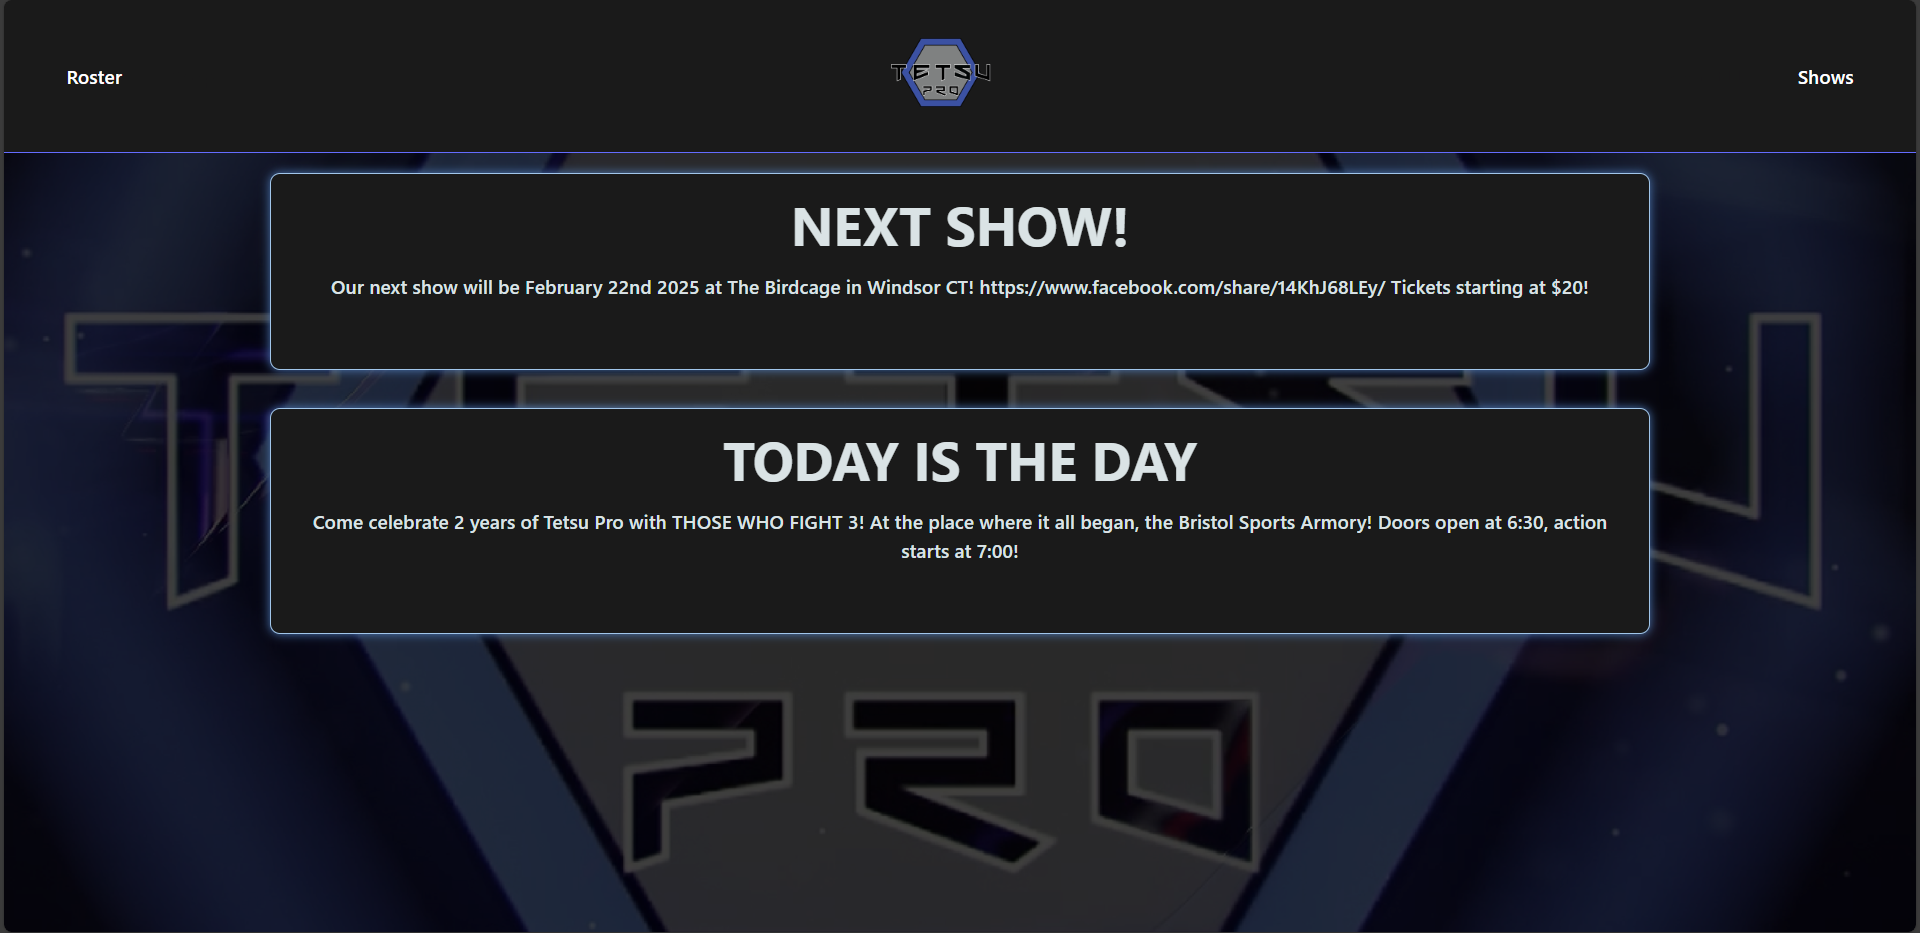 Roster
TETSU
PRO
Shows
NEXT SHOW!
Our next show will be February 22nd 2025 at The Birdcage in Windsor CT! https://www.facebook.com/share/14KhJ68LEy/ Tickets starting at $20!
TODAY IS THE DAY
Come celebrate 2 years of Tetsu Pro with THOSE WHO FIGHT 3! At the place where it all began, the Bristol Sports Armory! Doors open at 6:30, action
starts at 7:00!
PRO